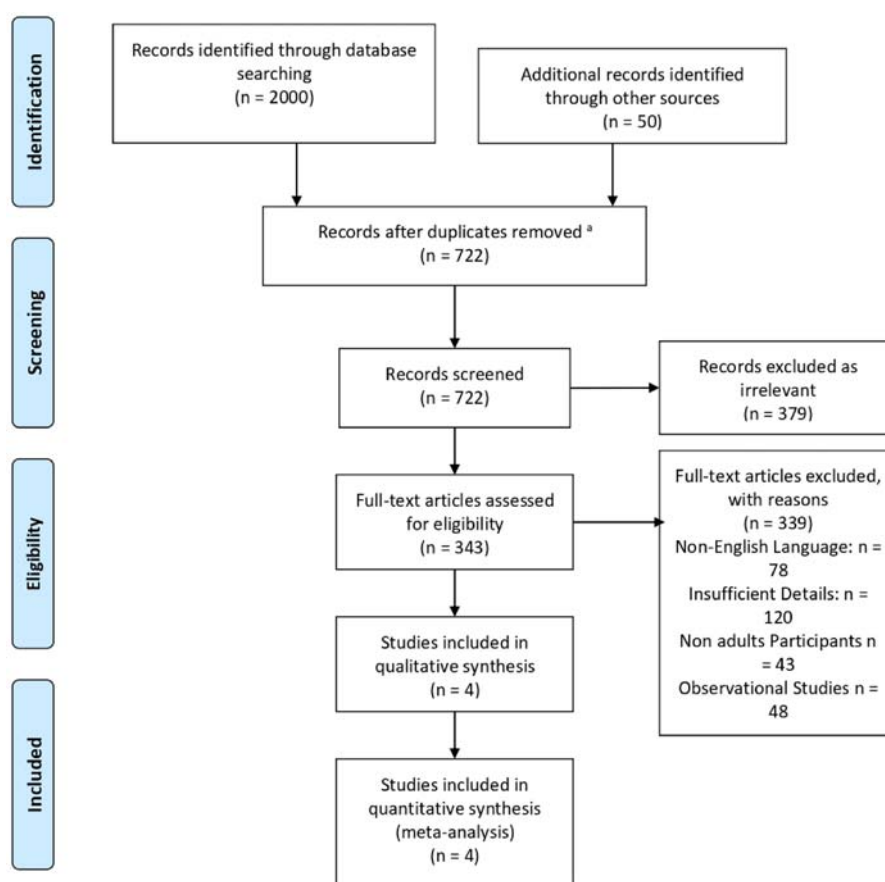 Identification
Records identified through database
searching
(n = 2000)
Additional records identified
through other sources
(n = 50)
Records after duplicates removed ª
(n = 722)
Screening
Records screened
(n = 722)
Records excluded as
irrelevant
(n = 379)
Eligibility
Full-text articles assessed
for eligibility
(n = 343)
Full-text articles excluded,
with reasons
(n = 339)
Non-English Language: n =
78
Insufficient Details: n =
120
Non adults Participants n
= 43
Observational Studies n =
48
Studies included in
qualitative synthesis
(n = 4)
Included
Studies included in
quantitative synthesis
(meta-analysis)
(n = 4)